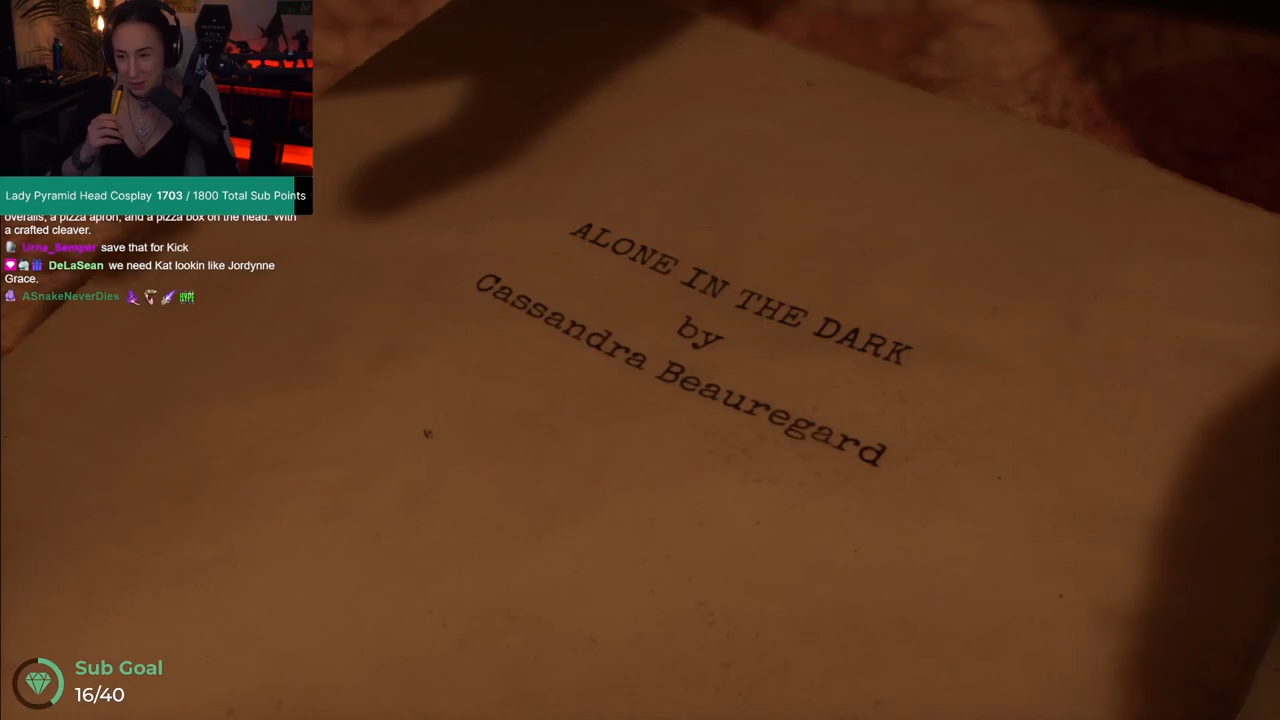 Lady Pyramid Head Cosplay 1703 / 1800 Total Sub Points
overalls, a pizza apron, and a pizza box on the head. With
a crafted cleaver.
Urna_Semper save that for Kick
DeLaSean we need Kat lookin like Jordynne
Grace.
ASnakeNeverDies HYPE
ALONE IN THE DARK
by
Cassandra Beauregard
Sub Goal
16/40